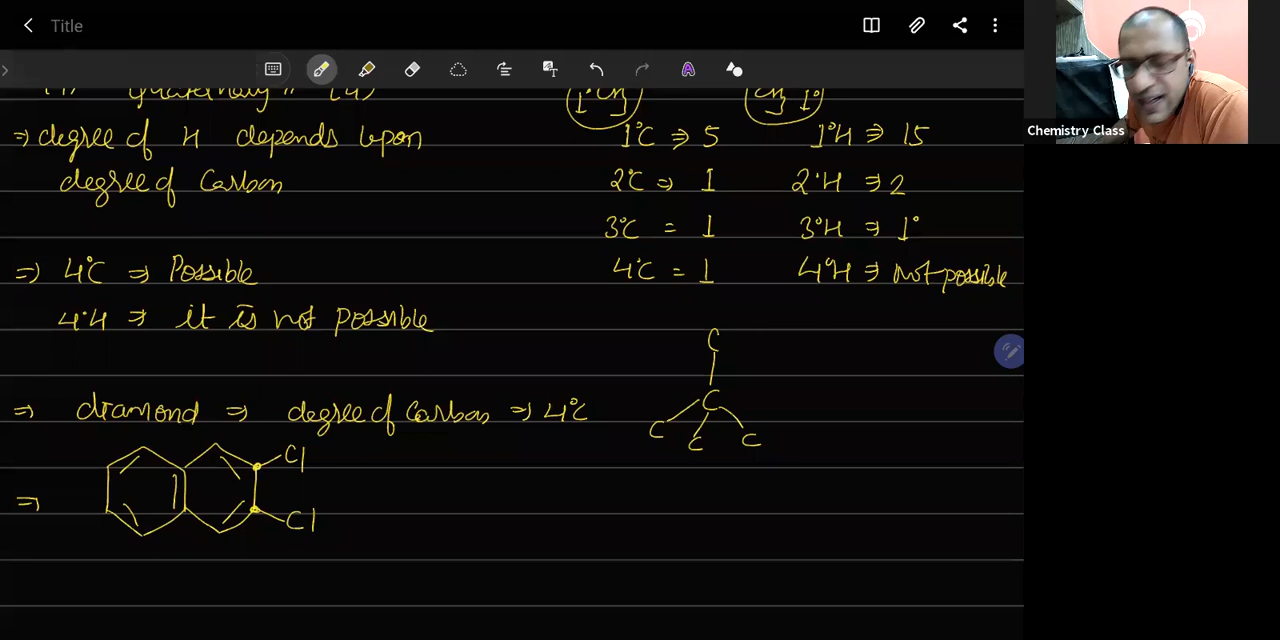 Title
Chemistry Class
⇒ degree of H depends upon
degree of Carbon
⇒ 4°C ⇒ Possible
4°H ⇒ it is not possible
⇒ diamond ⇒ degree of Carbon ⇒ 4°C
1°C ⇒ 5 1°H ⇒ 15
2°C ⇒ 1 2°H ⇒ 2
3°C = 1 3°H ⇒ 1°
4°C = 1 4°H ⇒ Not possible
C
C
C C C
⇒ Cl
Cl